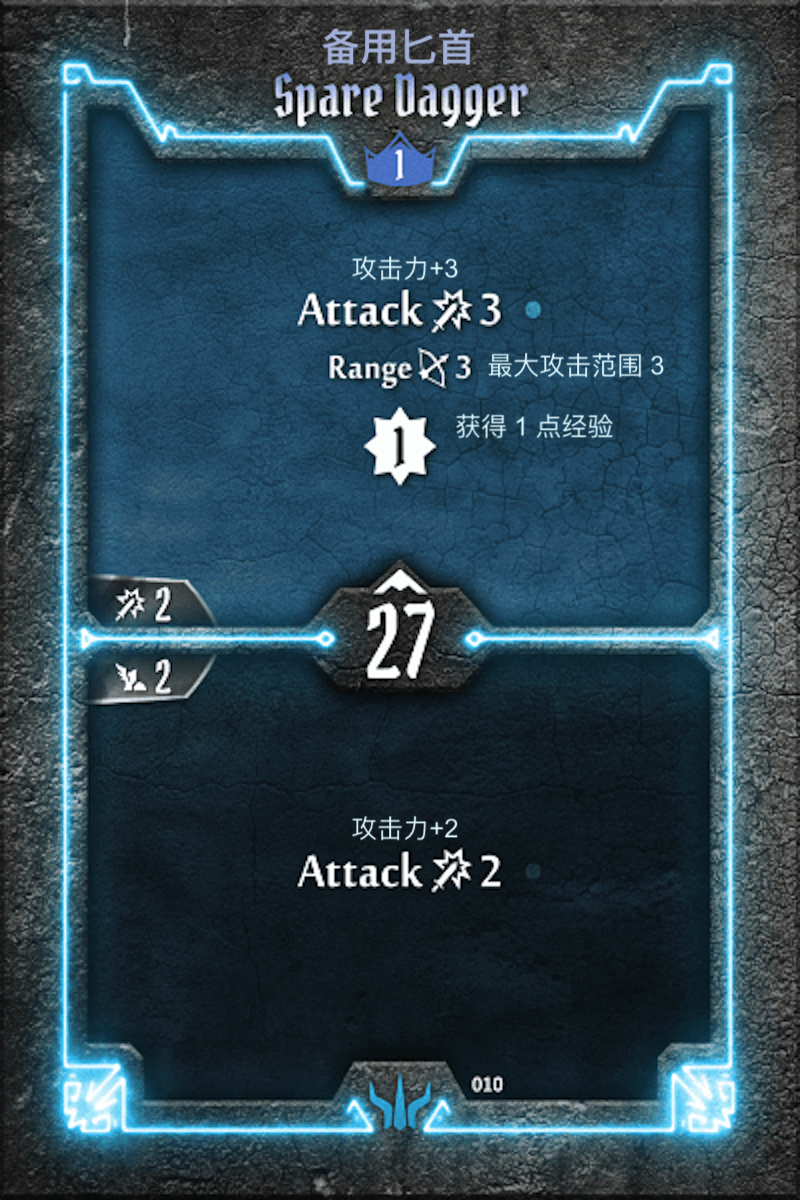 备用匕首
Spare Dagger
1
攻击力+3
Attack 3
Range 3 最大攻击范围 3
1 获得 1 点经验
2
27
2
攻击力+2
Attack 2
010